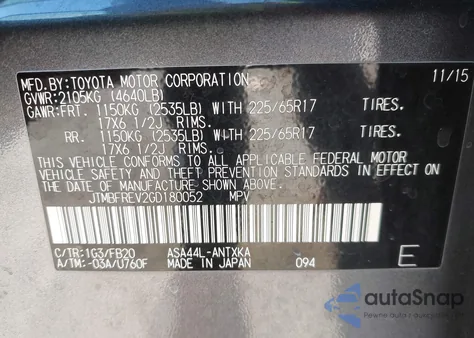 MFD.BY:TOYOTA MOTOR CORPORATION 11/15
GVWR:2105KG (4640LB)
GAWR:FRT. 1150KG (2535LB) WITH 225/65R17 TIRES.
17X6 1/2J RIMS.
RR. 1150KG (2535LB) WITH 225/65R17 TIRES.
17X6 1/2J RIMS.
THIS VEHICLE CONFORMS TO ALL APPLICABLE FEDERAL MOTOR
VEHICLE SAFETY AND THEFT PREVENTION STANDARDS IN EFFECT
ON THE DATE OF MANUFACTURE SHOWN ABOVE.
JTMBFREV2GD180052 MPV
C/TR:1G3/FB20 ASA44L-ANTXKA
A/TM:-03A/U760F MADE IN JAPAN 094 E
autoSnap